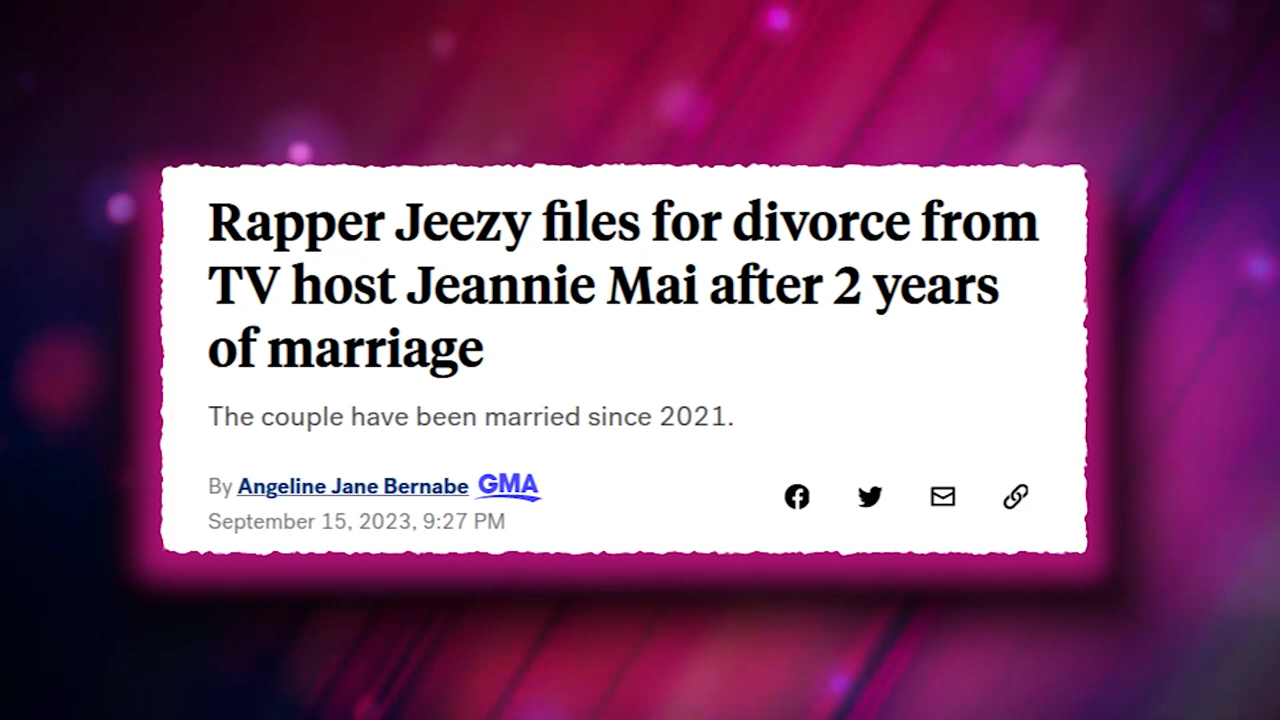 Rapper Jeezy files for divorce from
TV host Jeannie Mai after 2 years
of marriage
The couple have been married since 2021.
By Angeline Jane Bernabe GMA
September 15, 2023, 9:27 PM